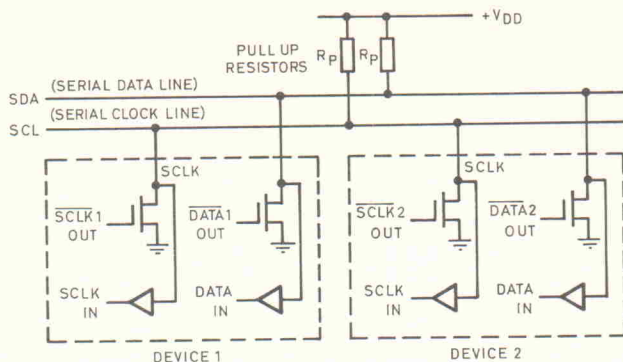 +VDD
PULL UP RP RP
RESISTORS
(SERIAL DATA LINE)
SDA
(SERIAL CLOCK LINE)
SCL
SCLK SCLK
SCLK1 DATA1 SCLK2 DATA2
OUT OUT OUT OUT
SCLK DATA SCLK DATA
IN IN IN IN
DEVICE 1 DEVICE 2